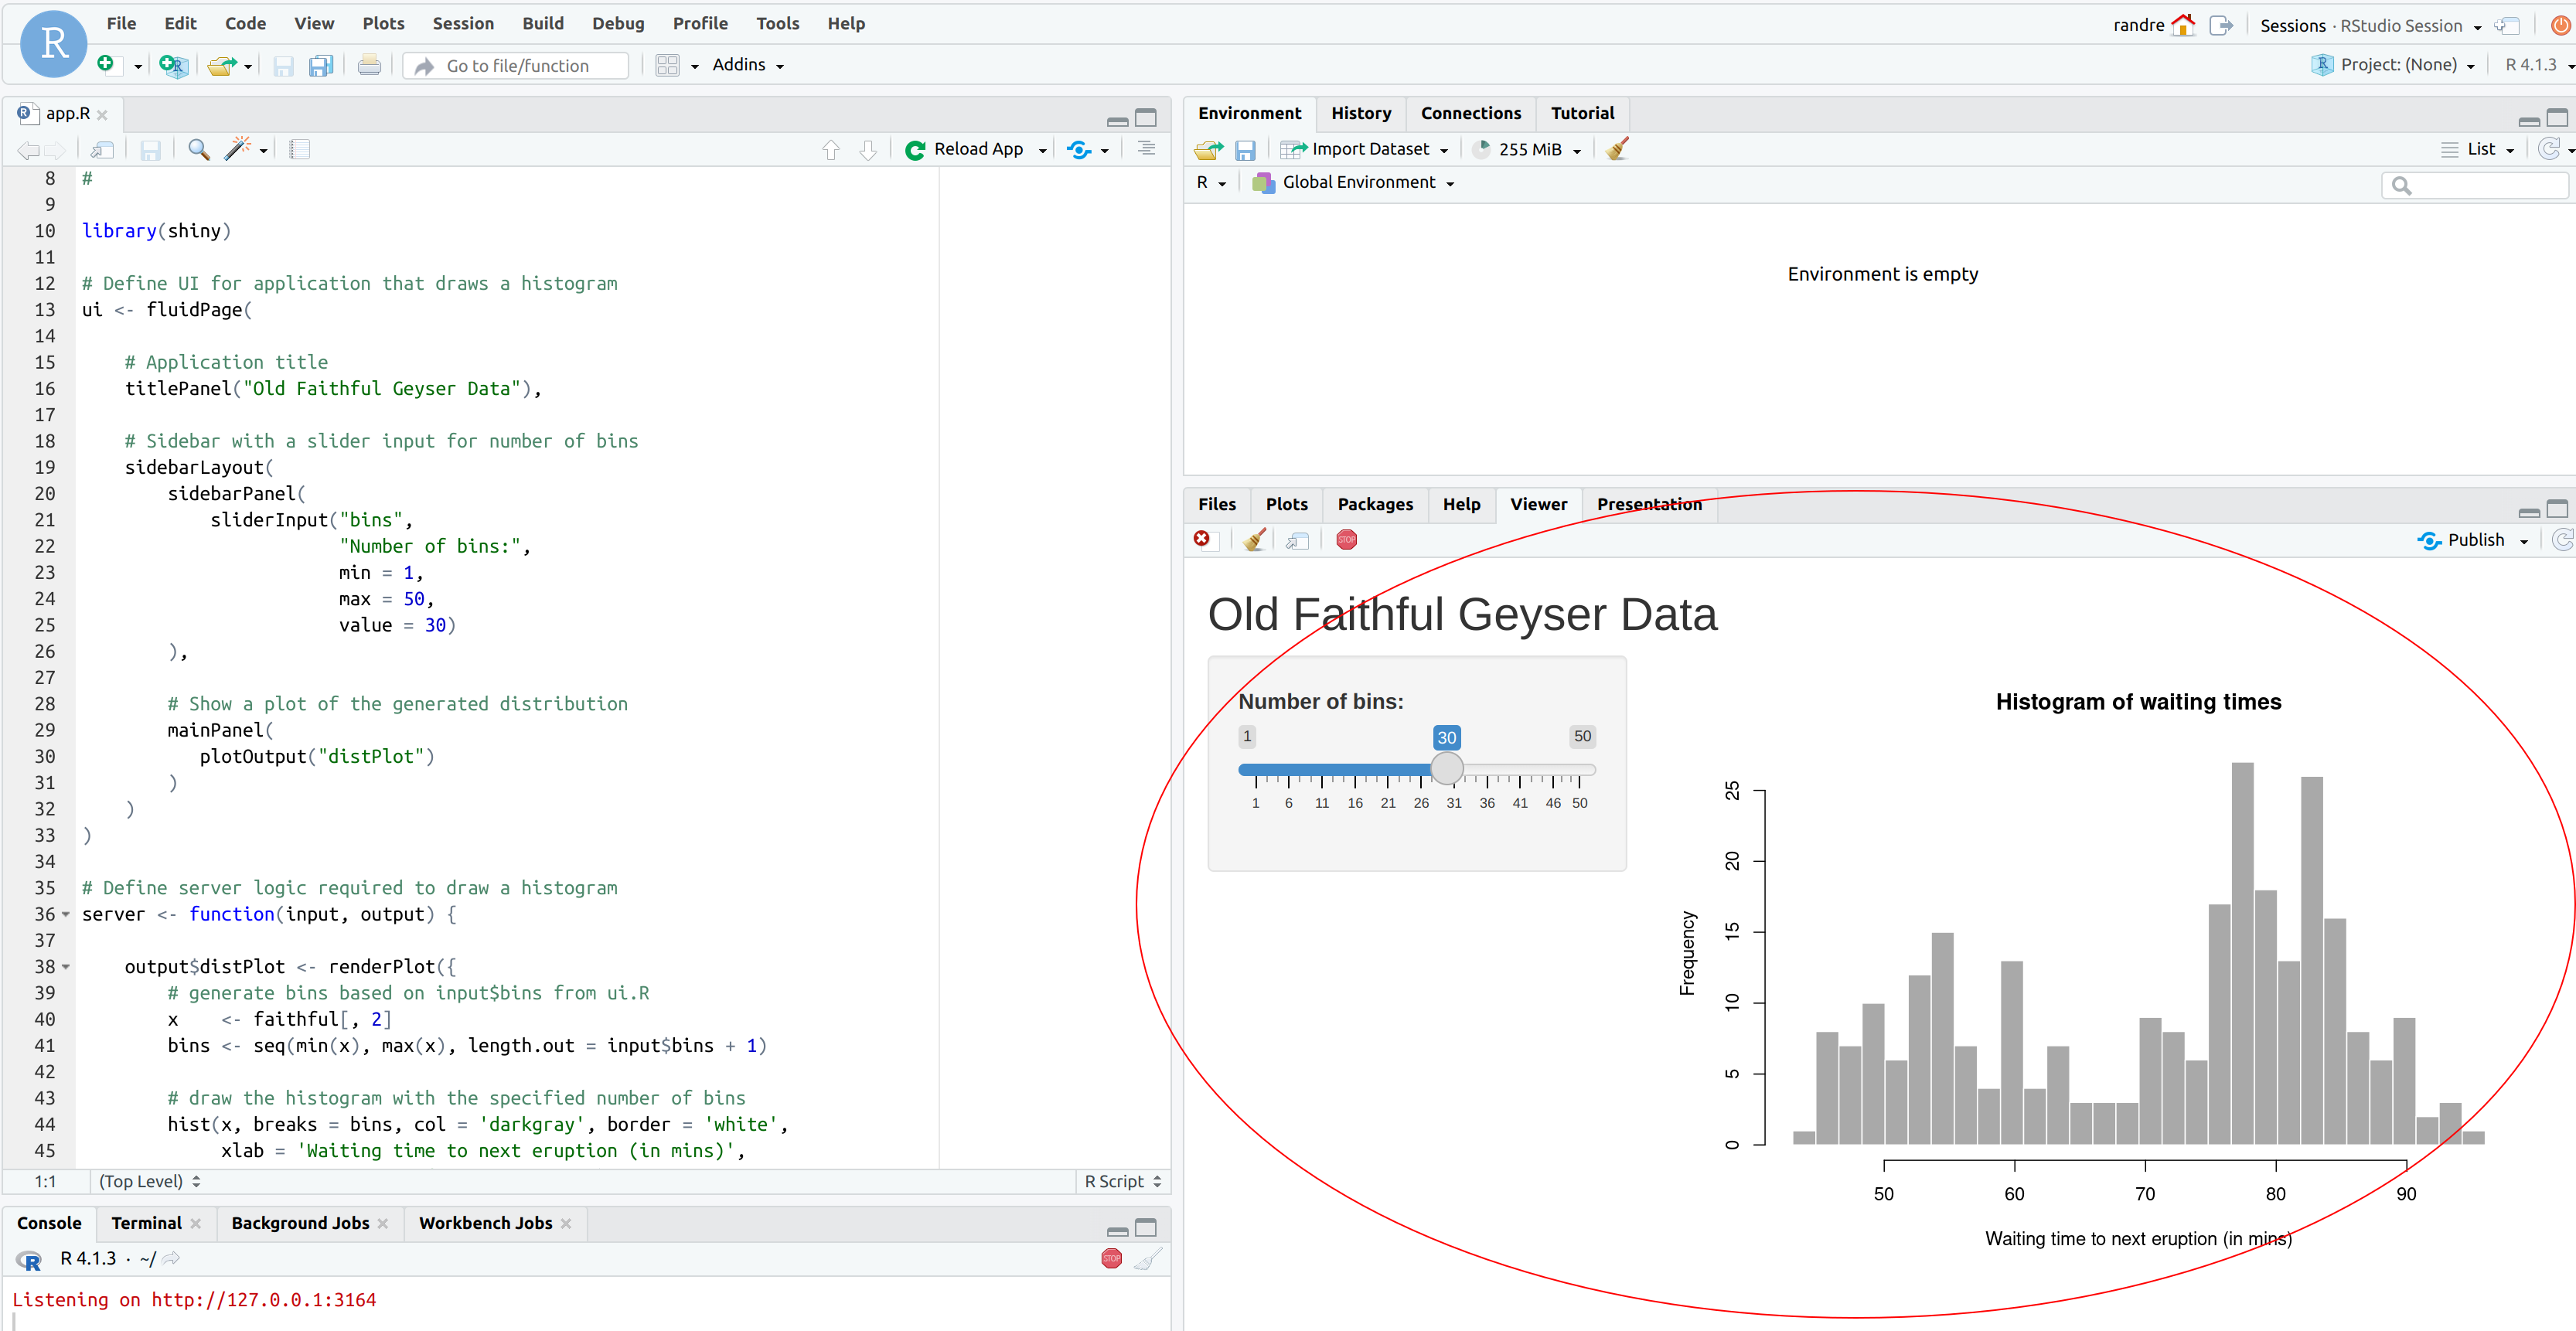 R
File Edit Code View Plots Session Build Debug Profile Tools Help
randre Sessions · RStudio Session
Go to file/function Addins
Project: (None) R 4.1.3
app.R
Reload App
8 #
9
10 library(shiny)
11
12 # Define UI for application that draws a histogram
13 ui <- fluidPage(
14
15 # Application title
16 titlePanel("Old Faithful Geyser Data"),
17
18 # Sidebar with a slider input for number of bins
19 sidebarLayout(
20 sidebarPanel(
21 sliderInput("bins",
22 "Number of bins:",
23 min = 1,
24 max = 50,
25 value = 30)
26 ),
27
28 # Show a plot of the generated distribution
29 mainPanel(
30 plotOutput("distPlot")
31 )
32 )
33 )
34
35 # Define server logic required to draw a histogram
36 server <- function(input, output) {
37
38 output$distPlot <- renderPlot({
39 # generate bins based on input$bins from ui.R
40 x <- faithful[, 2]
41 bins <- seq(min(x), max(x), length.out = input$bins + 1)
42
43 # draw the histogram with the specified number of bins
44 hist(x, breaks = bins, col = 'darkgray', border = 'white',
45 xlab = 'Waiting time to next eruption (in mins)',
1:1 (Top Level) R Script
Console Terminal Background Jobs Workbench Jobs
R 4.1.3 · ~/
STOP
Listening on http://127.0.0.1:3164
Environment History Connections Tutorial
Import Dataset 255 MiB List
R Global Environment
Environment is empty
Files Plots Packages Help Viewer Presentation
STOP
Publish
Old Faithful Geyser Data
Number of bins:
1 30 50
1 6 11 16 21 26 31 36 41 46 50
Histogram of waiting times
Frequency
25
20
15
10
5
0
50 60 70 80 90
Waiting time to next eruption (in mins)